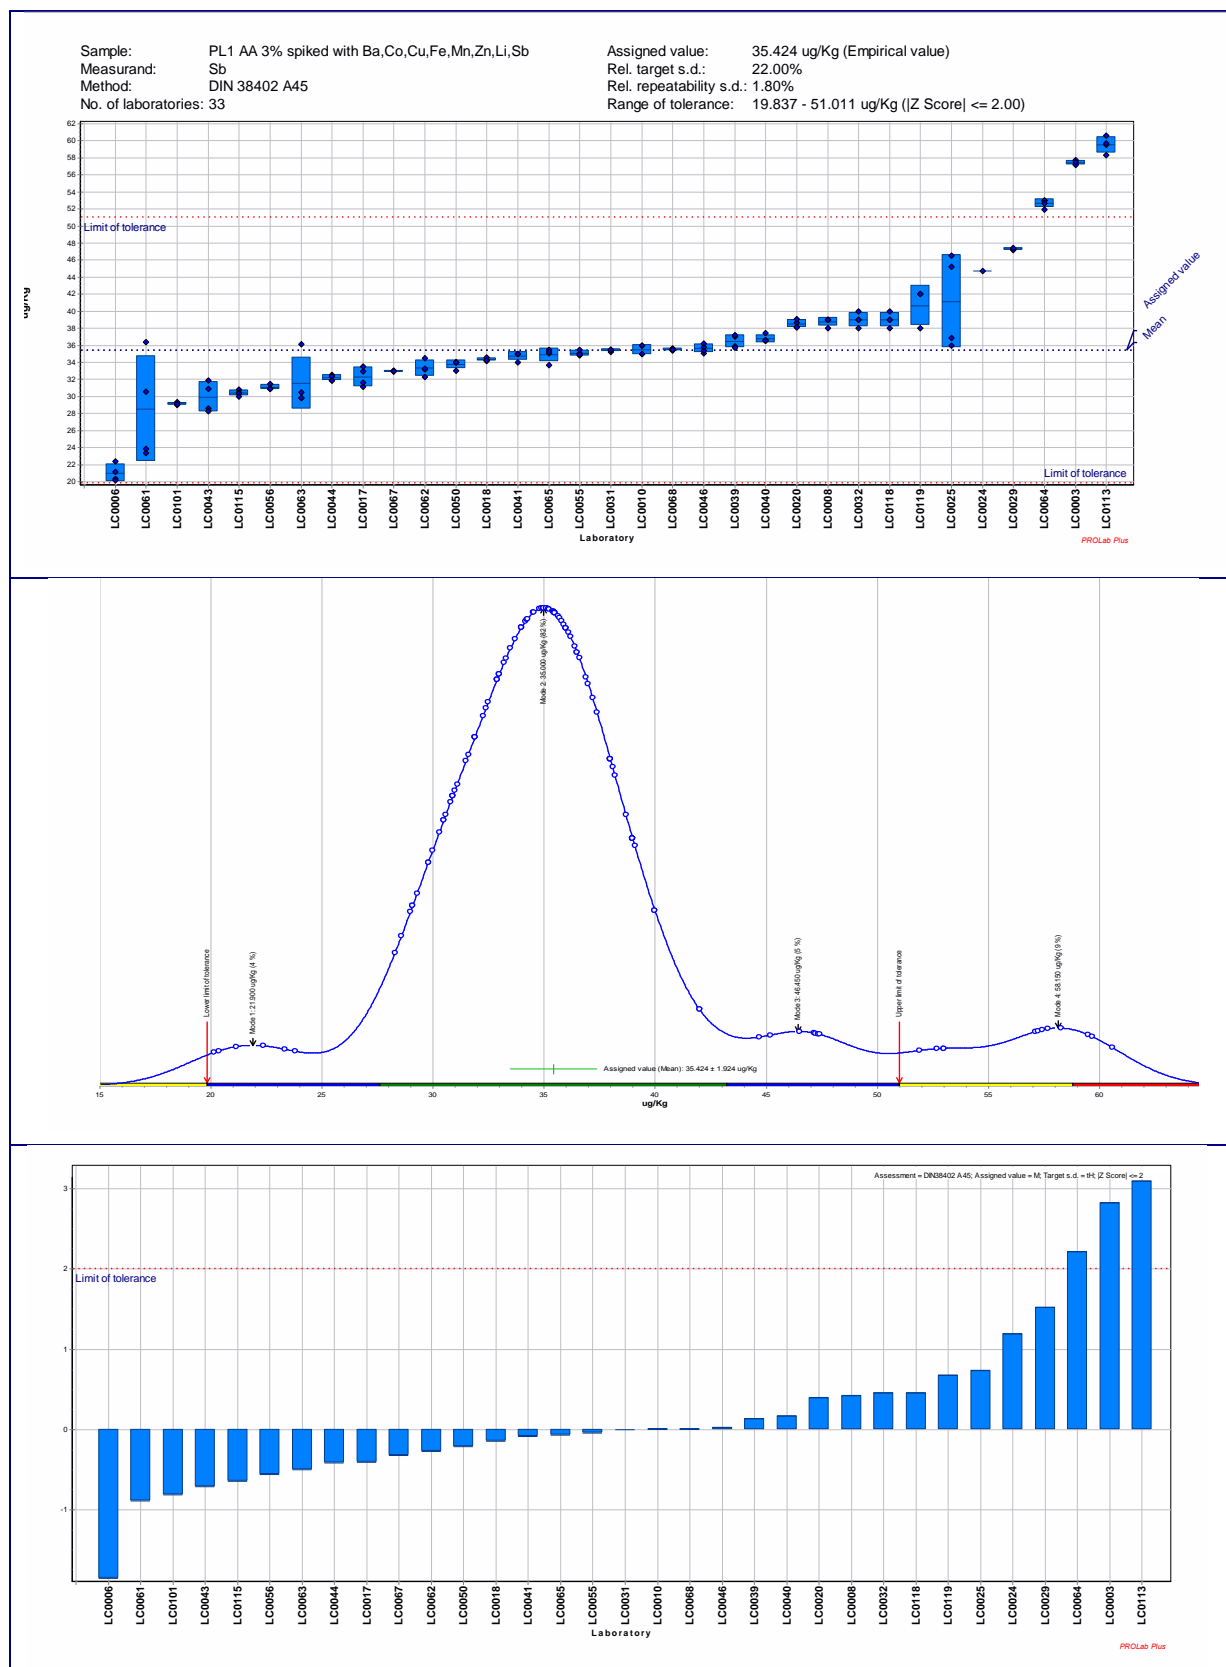 Sample: PL1 AA 3% spiked with Ba,Co,Cu,Fe,Mn,Zn,Li,Sb Assigned value: 35.424 ug/Kg (Empirical value)
Measurand: Sb Rel. target s.d.: 22.00%
Method: DIN 38402 A45 Rel. repeatability s.d.: 1.80%
No. of laboratories: 33 Range of tolerance: 19.837 - 51.011 ug/Kg (|Z Score| <= 2.00)
62
60
58
56
54
52
50
48
46
44
42
40
38
36
34
32
30
28
26
24
22
20
ug/Kg
Limit of tolerance
Assigned value
Mean
Limit of tolerance
LC0006 LC0061 LC0101 LC0043 LC0115 LC0056 LC0063 LC0044 LC0017 LC0067 LC0062 LC0050 LC0018 LC0041 LC0065 LC0055 LC0031 LC0010 LC0068 LC0046 LC0039 LC0040 LC0020 LC0008 LC0032 LC0118 LC0119 LC0025 LC0024 LC0029 LC0064 LC0003 LC0113
Laboratory
PROLab Plus
Mode 2: 35.000 ug/Kg (82 %)
Lower limit of tolerance
Mode 1: 21.900 ug/Kg (4 %)
Mode 3: 46.450 ug/Kg (5 %)
Upper limit of tolerance
Mode 4: 58.150 ug/Kg (9 %)
Assigned value (Mean): 35.424 ± 1.924 ug/Kg
15 20 25 30 35 40 45 50 55 60
ug/Kg
Assessment = DIN38402 A45; Assigned value = M; Target s.d. = tH; |Z Score| <= 2
3
2
Limit of tolerance
1
0
-1
LC0006 LC0061 LC0101 LC0043 LC0115 LC0056 LC0063 LC0044 LC0017 LC0067 LC0062 LC0050 LC0018 LC0041 LC0065 LC0055 LC0031 LC0010 LC0068 LC0046 LC0039 LC0040 LC0020 LC0008 LC0032 LC0118 LC0119 LC0025 LC0024 LC0029 LC0064 LC0003 LC0113
Laboratory
PROLab Plus